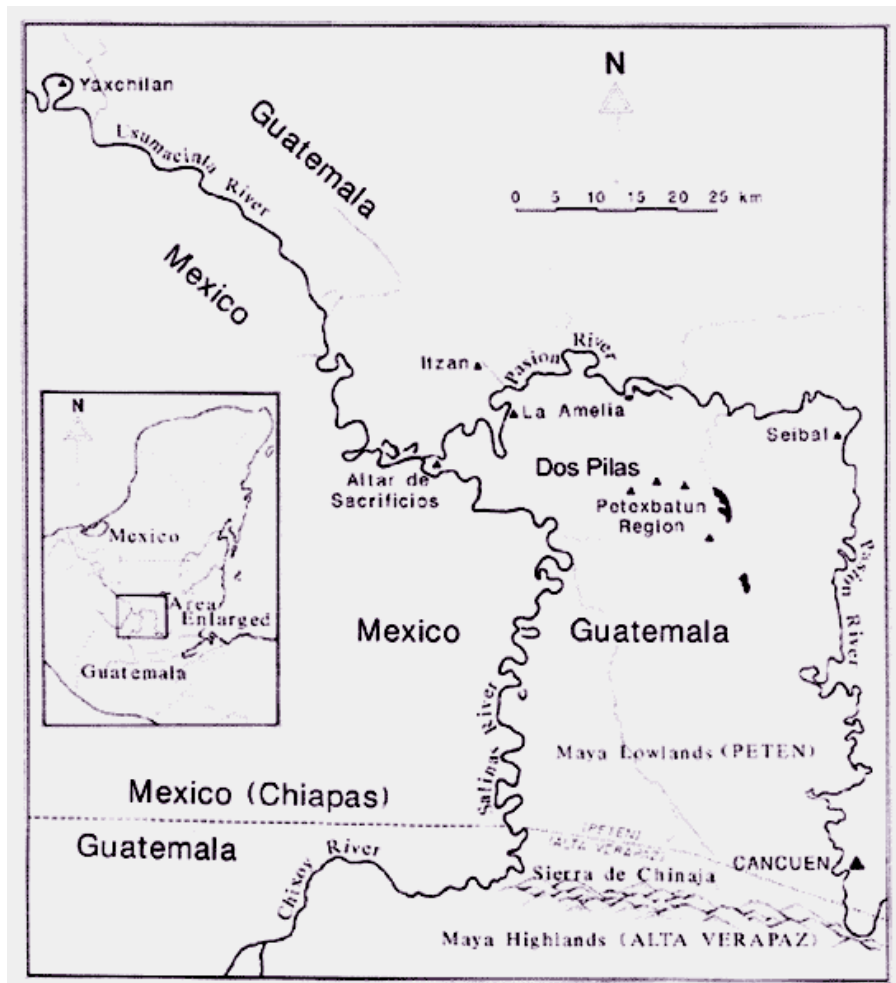 N
Yaxchilan
Usumacinta River
Guatemala
0 5 10 15 20 25 km
Mexico
Itzan
Pasion River
La Amelia
Seibal
Altar de
Sacrificios
Dos Pilas
Petexbatun
Region
Pasion River
N
Mexico
Area
Enlarged
Guatemala
Mexico
Guatemala
Salinas River
Maya Lowlands (PETEN)
Mexico (Chiapas)
(PETEN)
(ALTA VERAPAZ)
Guatemala
Chixoy River
CANCUEN
Sierra de Chinaja
Maya Highlands (ALTA VERAPAZ)